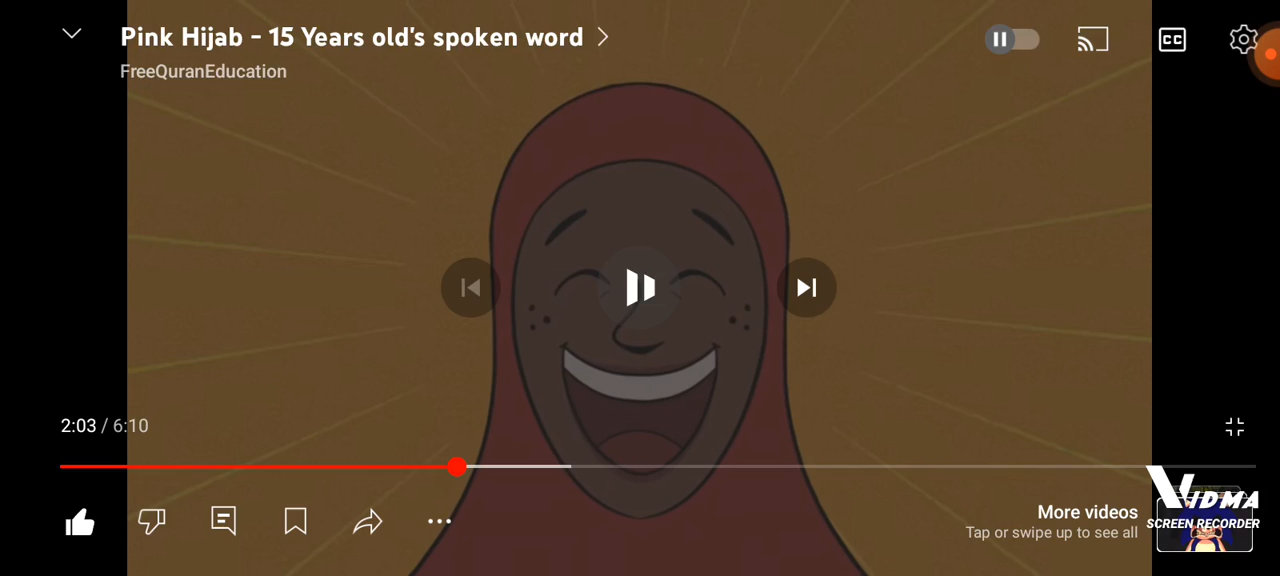 Pink Hijab - 15 Years old's spoken word
FreeQuranEducation
CC
2:03 / 6:10
More videos
Tap or swipe up to see all
VIDMA
SCREEN RECORDER